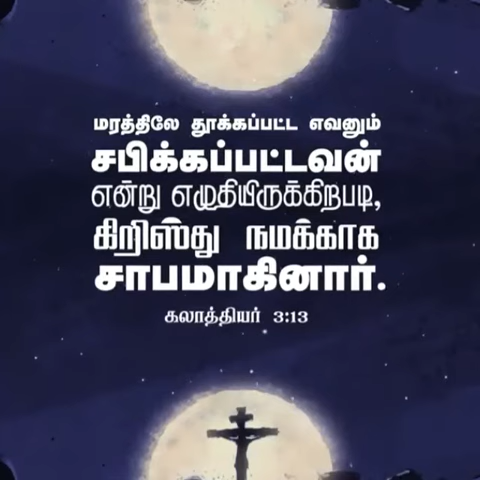 மரத்திலே தூக்கப்பட்ட எவனும்
சபிக்கப்பட்டவன்
என்று எழுதியிருக்கிறபடி,
கிறிஸ்து நமக்காக
சாபமாகினார்.
கலாத்தியர் 3:13